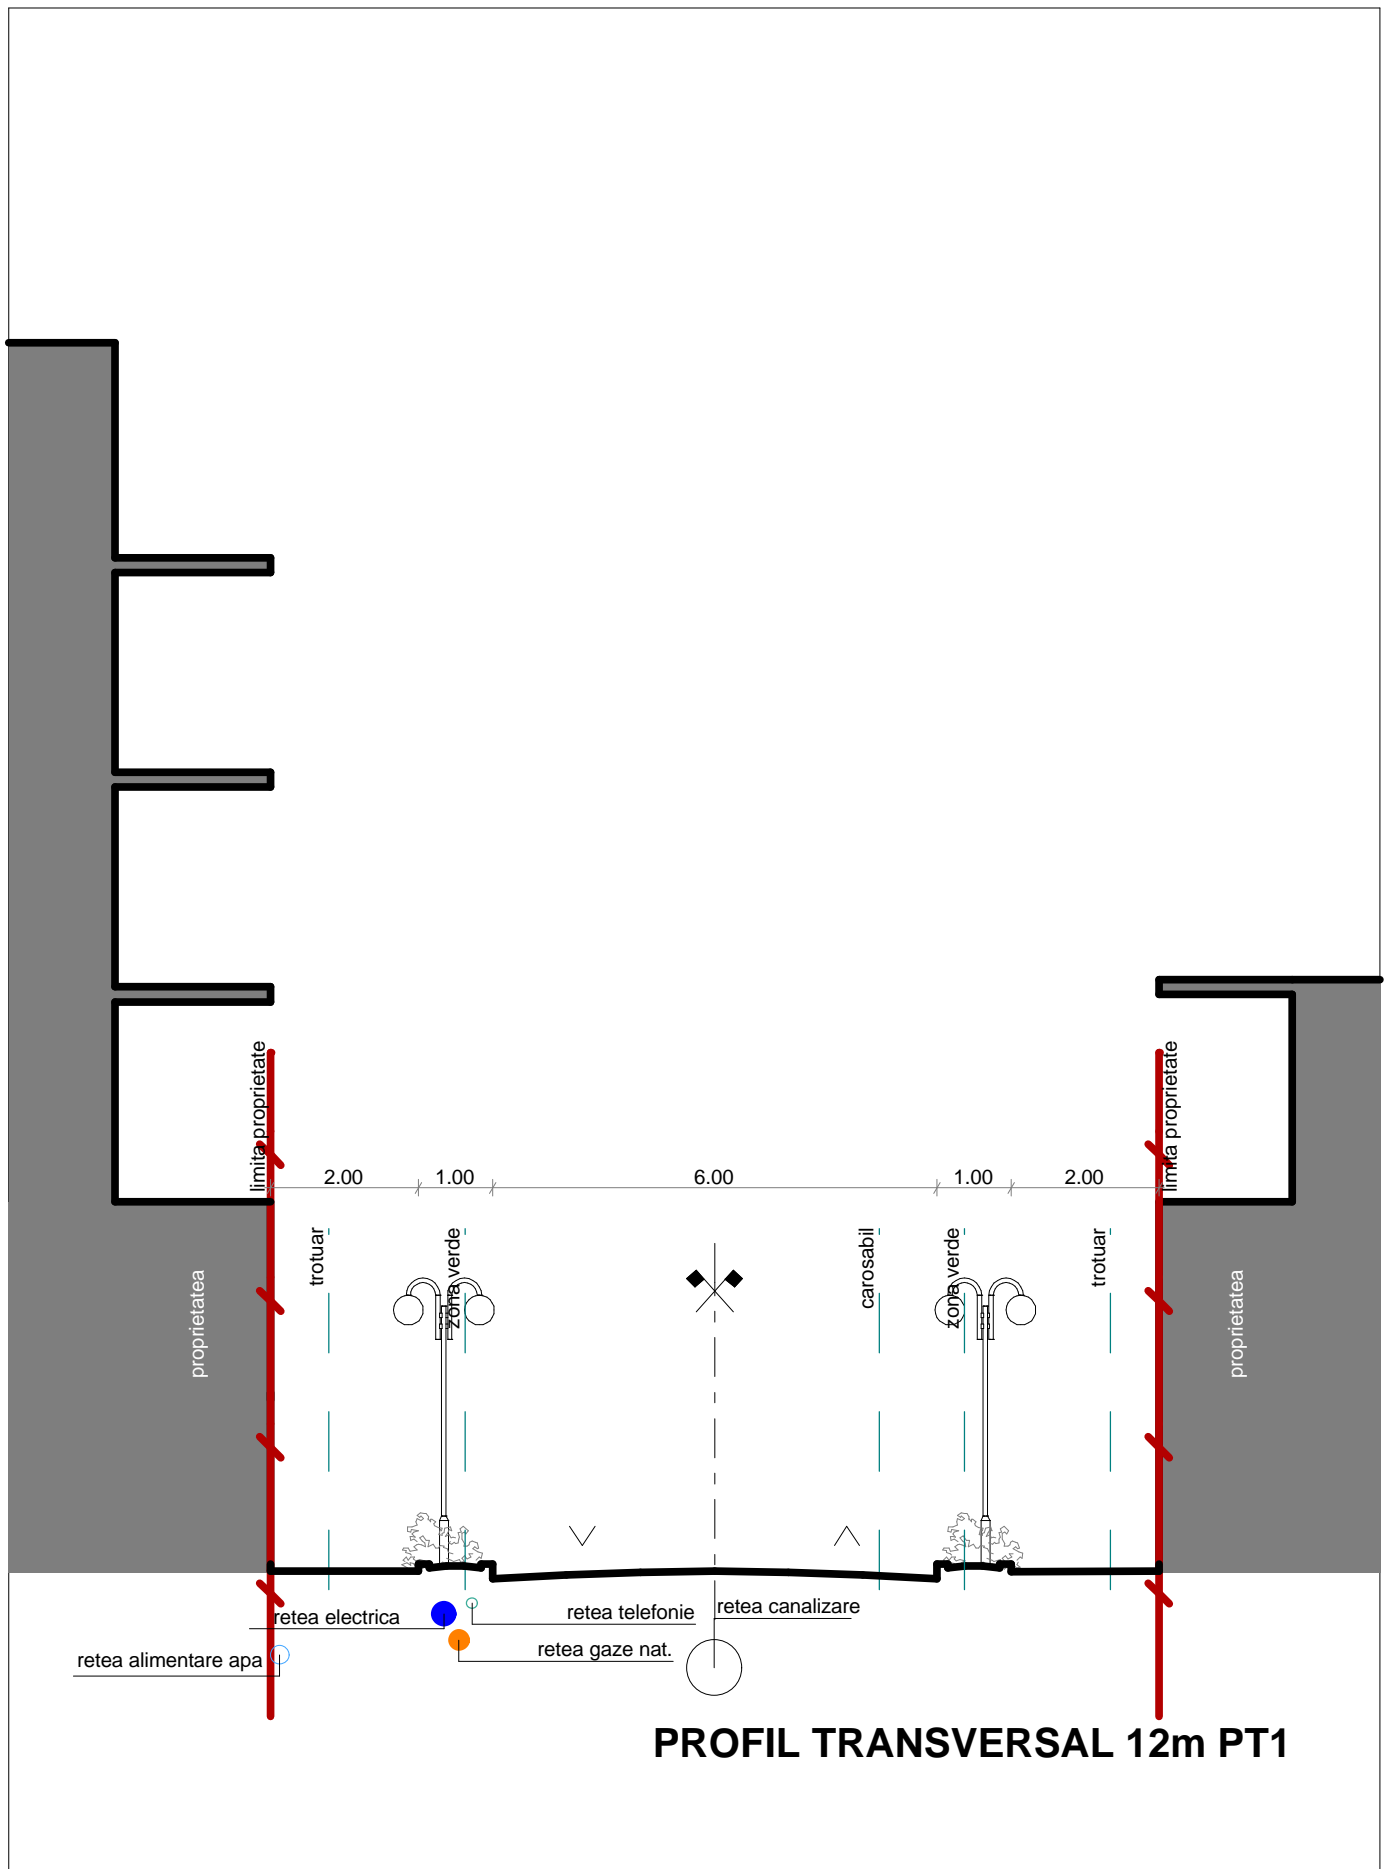 limita proprietate
limita proprietate
2.00
1.00
6.00
1.00
2.00
trotuar
zona verde
carosabil
zona verde
trotuar
proprietatea
proprietatea
retea electrica
retea telefonie
retea canalizare
retea alimentare apa
retea gaze nat.
PROFIL TRANSVERSAL 12m PT1